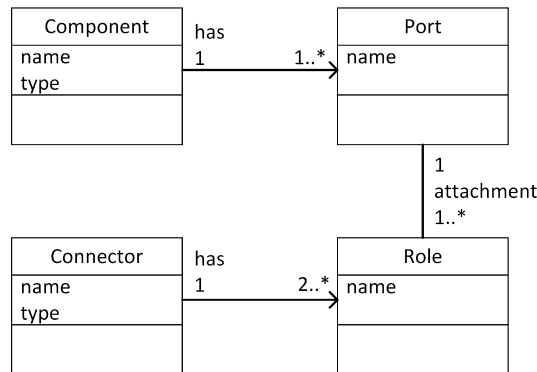 Component
name
type
has
1
1..*
Port
name
1
attachment
1..*
Connector
name
type
has
1
2..*
Role
name